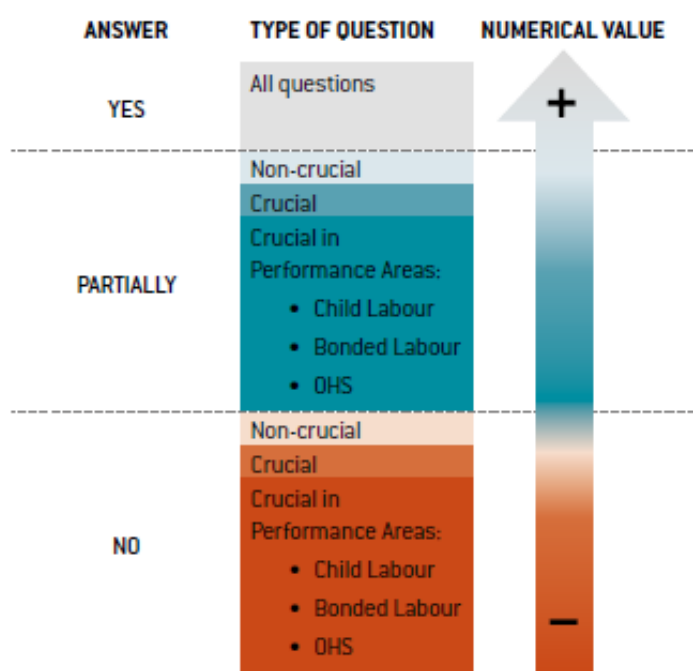 ANSWER TYPE OF QUESTION NUMERICAL VALUE
YES
All questions
+
PARTIALLY
Non-crucial
Crucial
Crucial in
Performance Areas:
• Child Labour
• Bonded Labour
• OHS
NO
Non-crucial
Crucial
Crucial in
Performance Areas:
• Child Labour
• Bonded Labour
• OHS
−